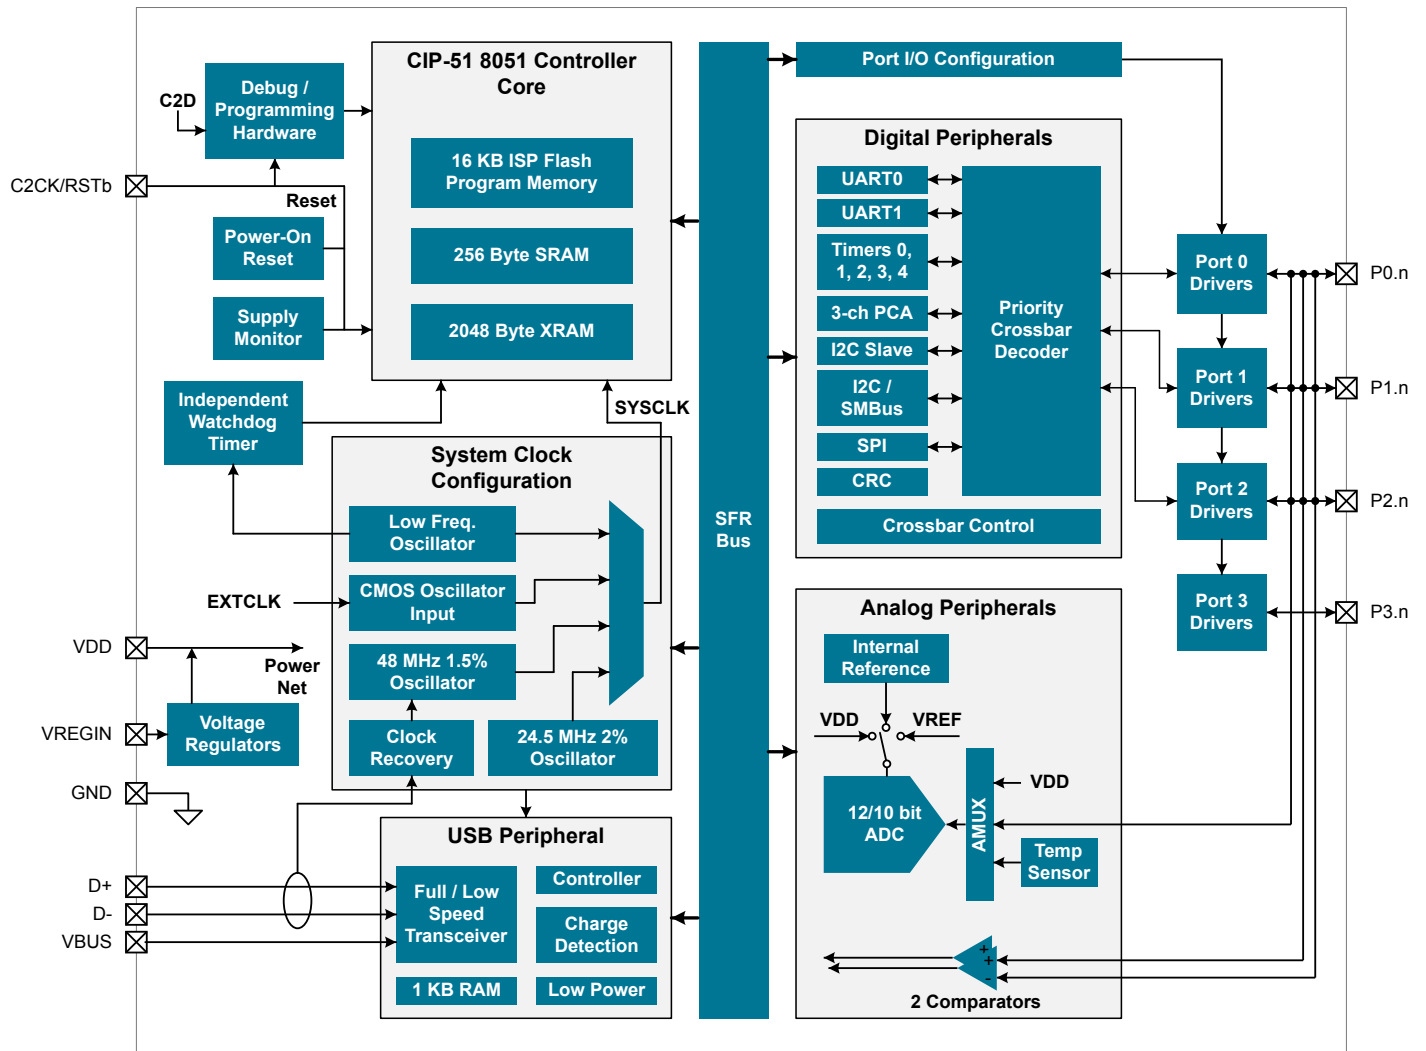 CIP-51 8051 Controller
Core
16 KB ISP Flash
Program Memory
256 Byte SRAM
2048 Byte XRAM
Debug /
Programming
Hardware
C2D
C2CK/RSTb
Reset
Power-On
Reset
Supply
Monitor
Independent
Watchdog
Timer
SYSCLK
System Clock
Configuration
Low Freq.
Oscillator
CMOS Oscillator
Input
EXTCLK
48 MHz 1.5%
Oscillator
Clock
Recovery
24.5 MHz 2%
Oscillator
VDD
Power
Net
VREGIN
Voltage
Regulators
GND
USB Peripheral
Full / Low
Speed
Transceiver
Controller
Charge
Detection
1 KB RAM
Low Power
D+
D-
VBUS
SFR
Bus
Port I/O Configuration
Digital Peripherals
UART0
UART1
Timers 0,
1, 2, 3, 4
3-ch PCA
I2C Slave
I2C /
SMBus
SPI
CRC
Priority
Crossbar
Decoder
Crossbar Control
Port 0
Drivers
Port 1
Drivers
Port 2
Drivers
Port 3
Drivers
P0.n
P1.n
P2.n
P3.n
Analog Peripherals
Internal
Reference
VDD
VREF
12/10 bit
ADC
AMUX
VDD
Temp
Sensor
+
+
-
2 Comparators